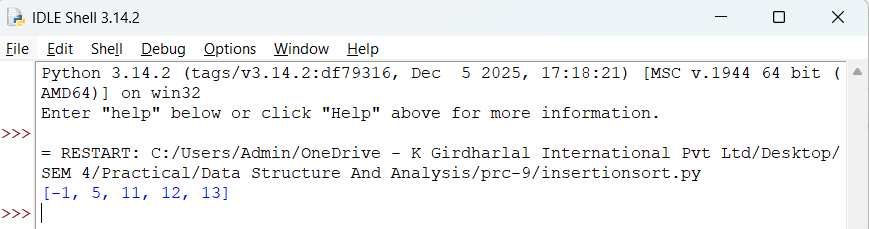 IDLE Shell 3.14.2
File Edit Shell Debug Options Window Help
Python 3.14.2 (tags/v3.14.2:df79316, Dec  5 2025, 17:18:21) [MSC v.1944 64 bit (
AMD64)] on win32
Enter "help" below or click "Help" above for more information.
>>>
= RESTART: C:/Users/Admin/OneDrive - K Girdharlal International Pvt Ltd/Desktop/
SEM 4/Practical/Data Structure And Analysis/prc-9/insertionsort.py
[-1, 5, 11, 12, 13]
>>>